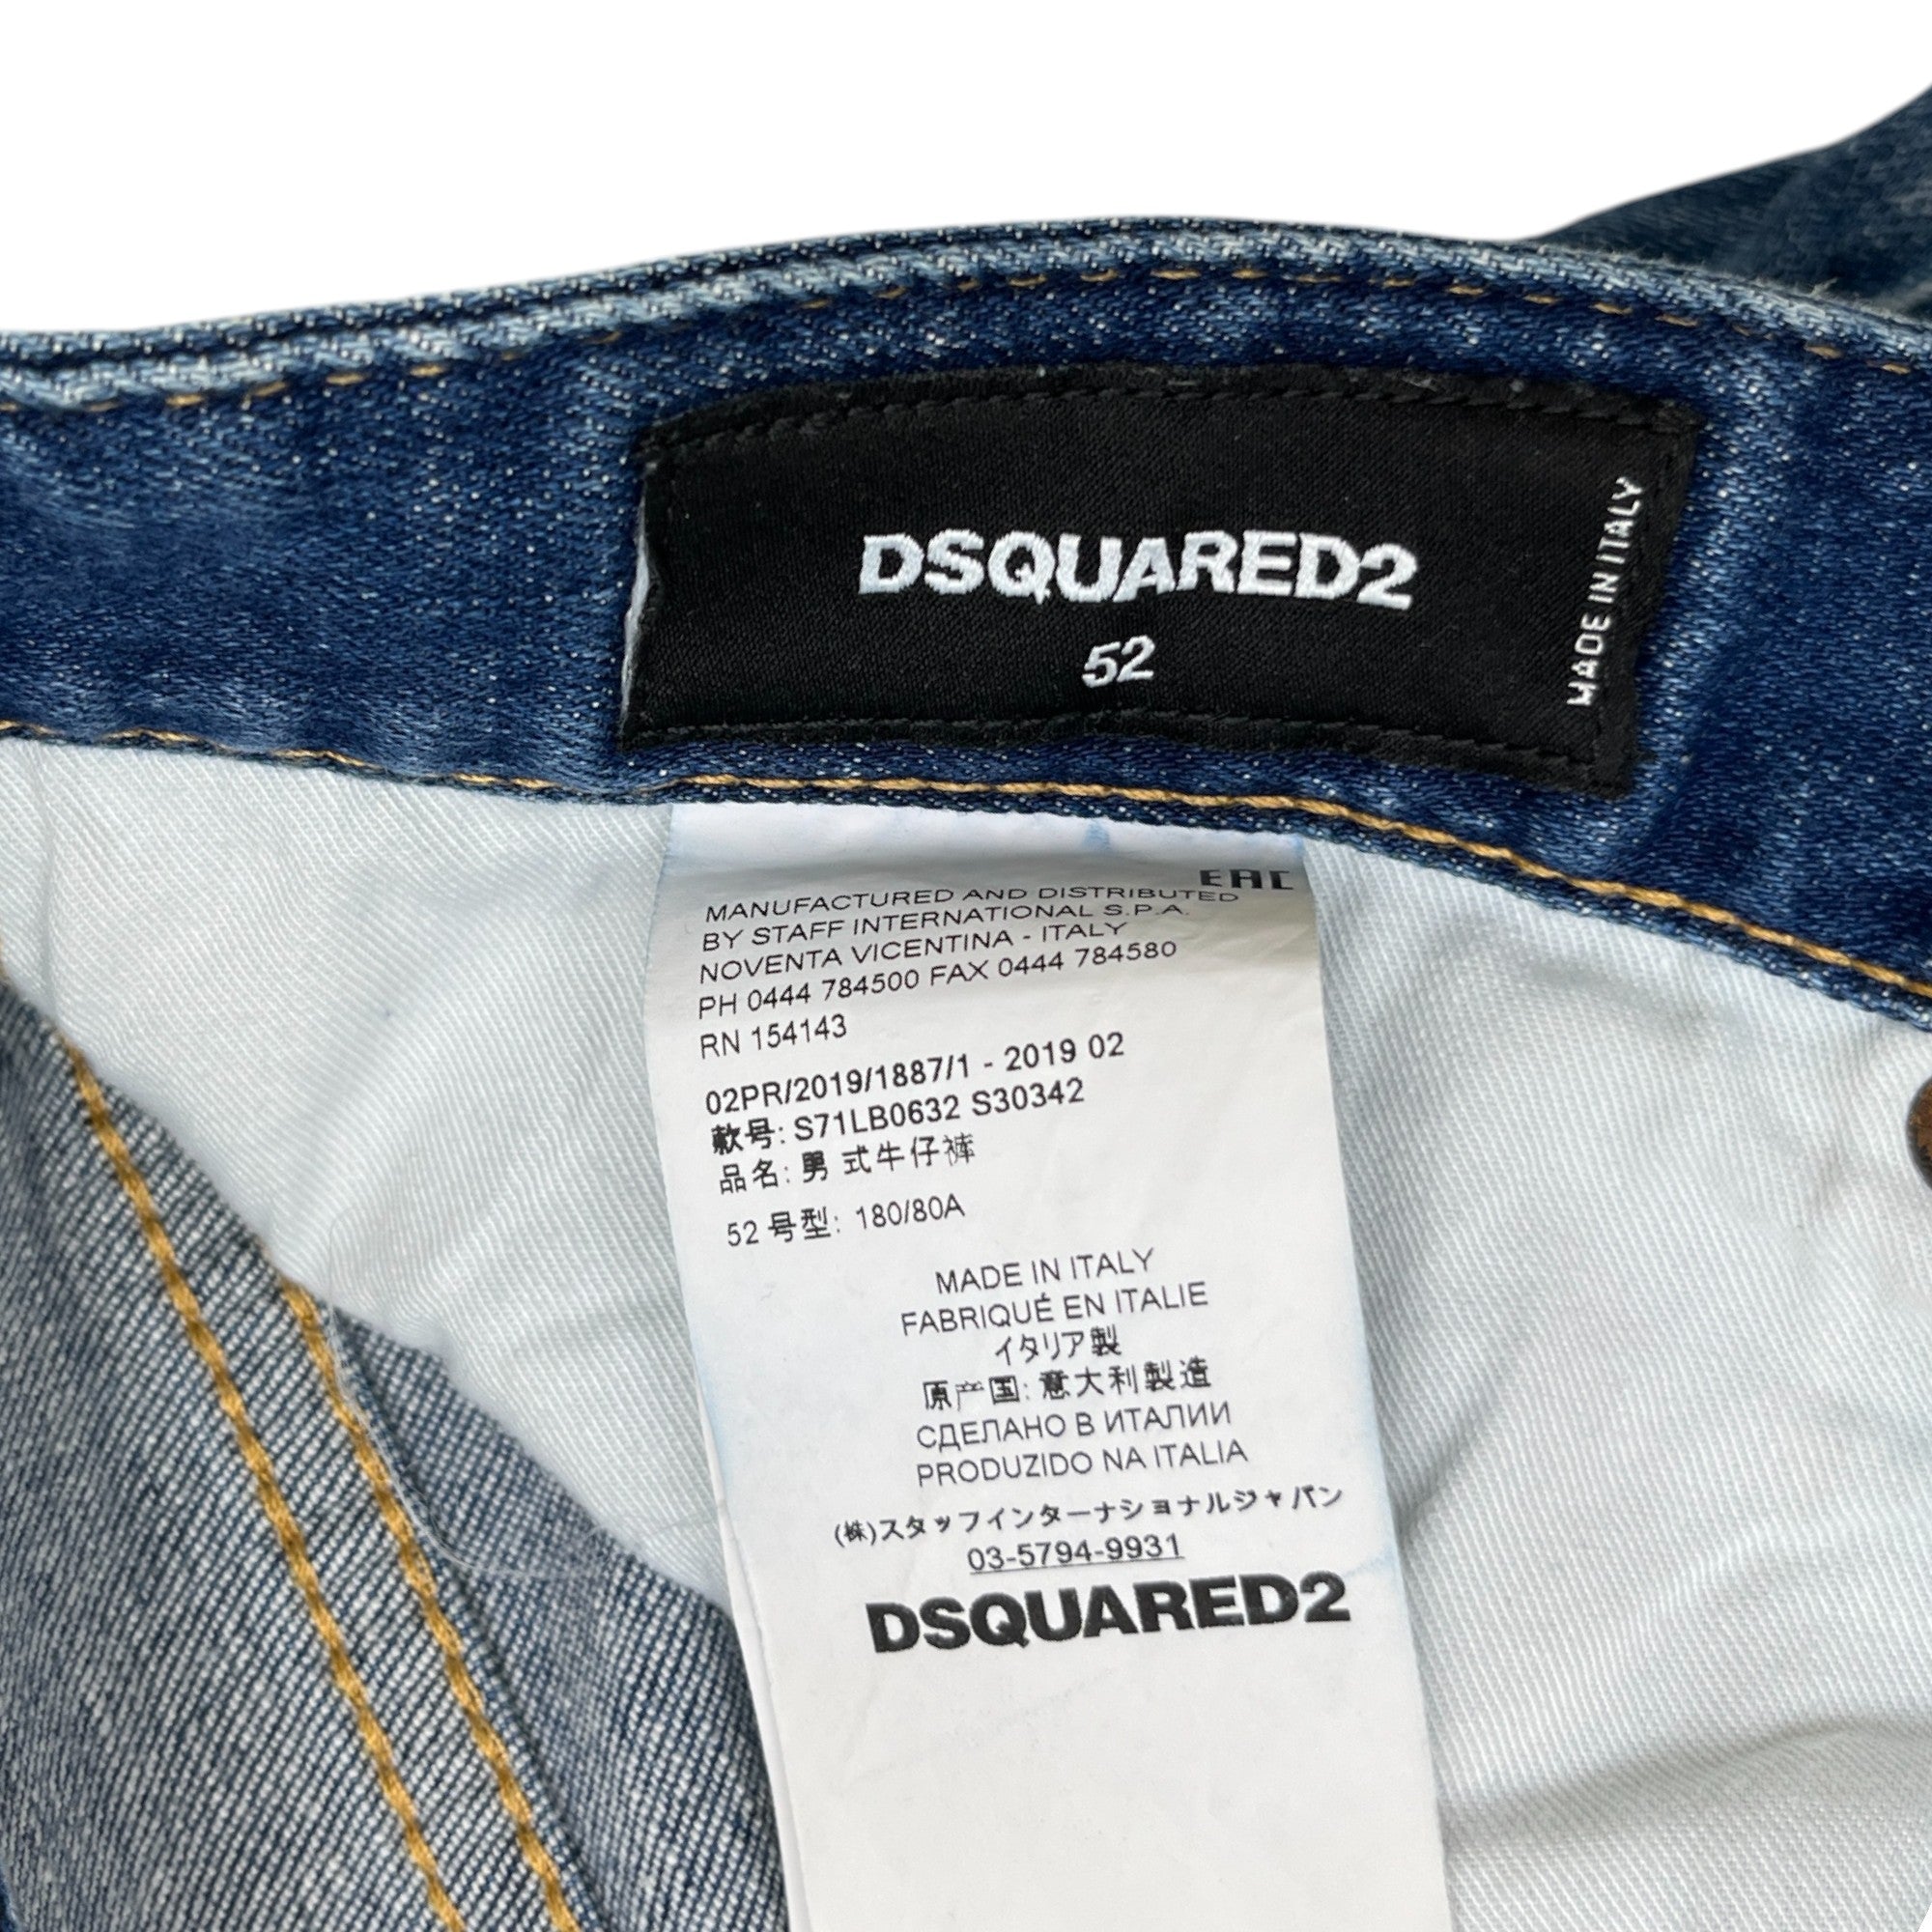 DSQUARED2
52
MADE IN ITALY
EAC
MANUFACTURED AND DISTRIBUTED
BY STAFF INTERNATIONAL S.P.A.
NOVENTA VICENTINA - ITALY
PH 0444 784500 FAX 0444 784580
RN 154143
02PR/2019/1887/1 - 2019 02
款号: S71LB0632 S30342
品名: 男式牛仔裤
52 号型: 180/80A
MADE IN ITALY
FABRIQUÉ EN ITALIE
イタリア製
原产国: 意大利製造
СДЕЛАНО В ИТАЛИИ
PRODUZIDO NA ITALIA
(株)スタッフインターナショナルジャパン
03-5794-9931
DSQUARED2